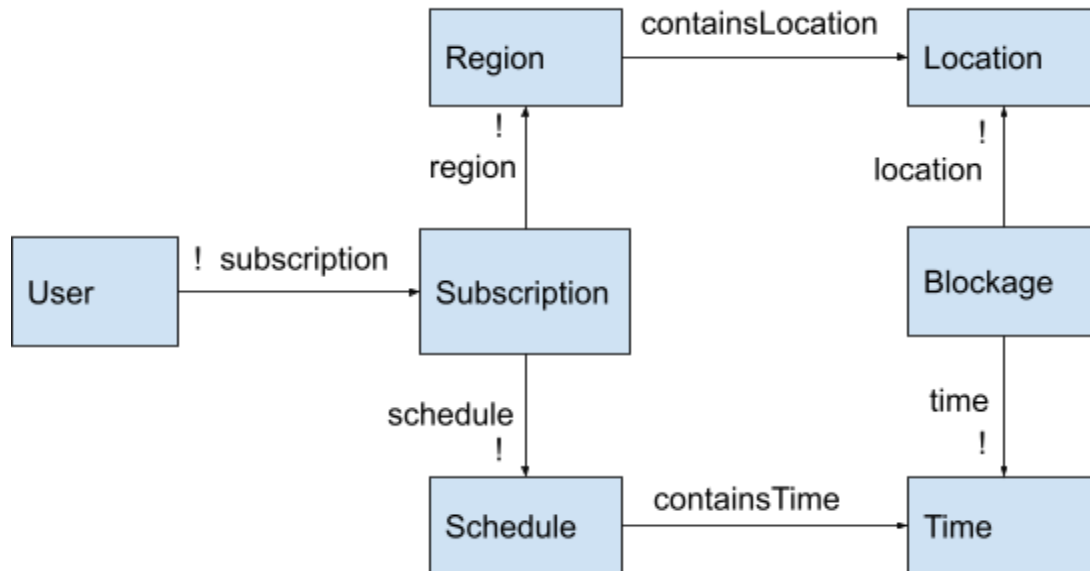 containsLocation
Region
Location
!
region
!
location
User
! subscription
Subscription
Blockage
schedule
!
time
!
Schedule
containsTime
Time